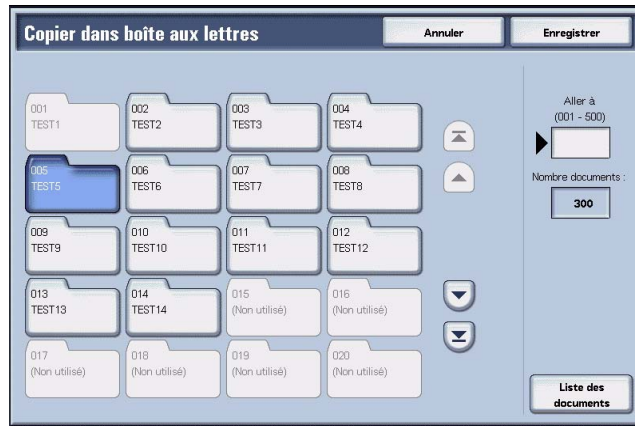 Copier dans boîte aux lettres
Annuler
Enregistrer
001
TEST1
002
TEST2
003
TEST3
004
TEST4
005
TEST5
006
TEST6
007
TEST7
008
TEST8
009
TEST9
010
TEST10
011
TEST11
012
TEST12
013
TEST13
014
TEST14
015
(Non utilisé)
016
(Non utilisé)
017
(Non utilisé)
018
(Non utilisé)
019
(Non utilisé)
020
(Non utilisé)
Aller à
(001 - 500)
Nombre documents :
300
Liste des
documents